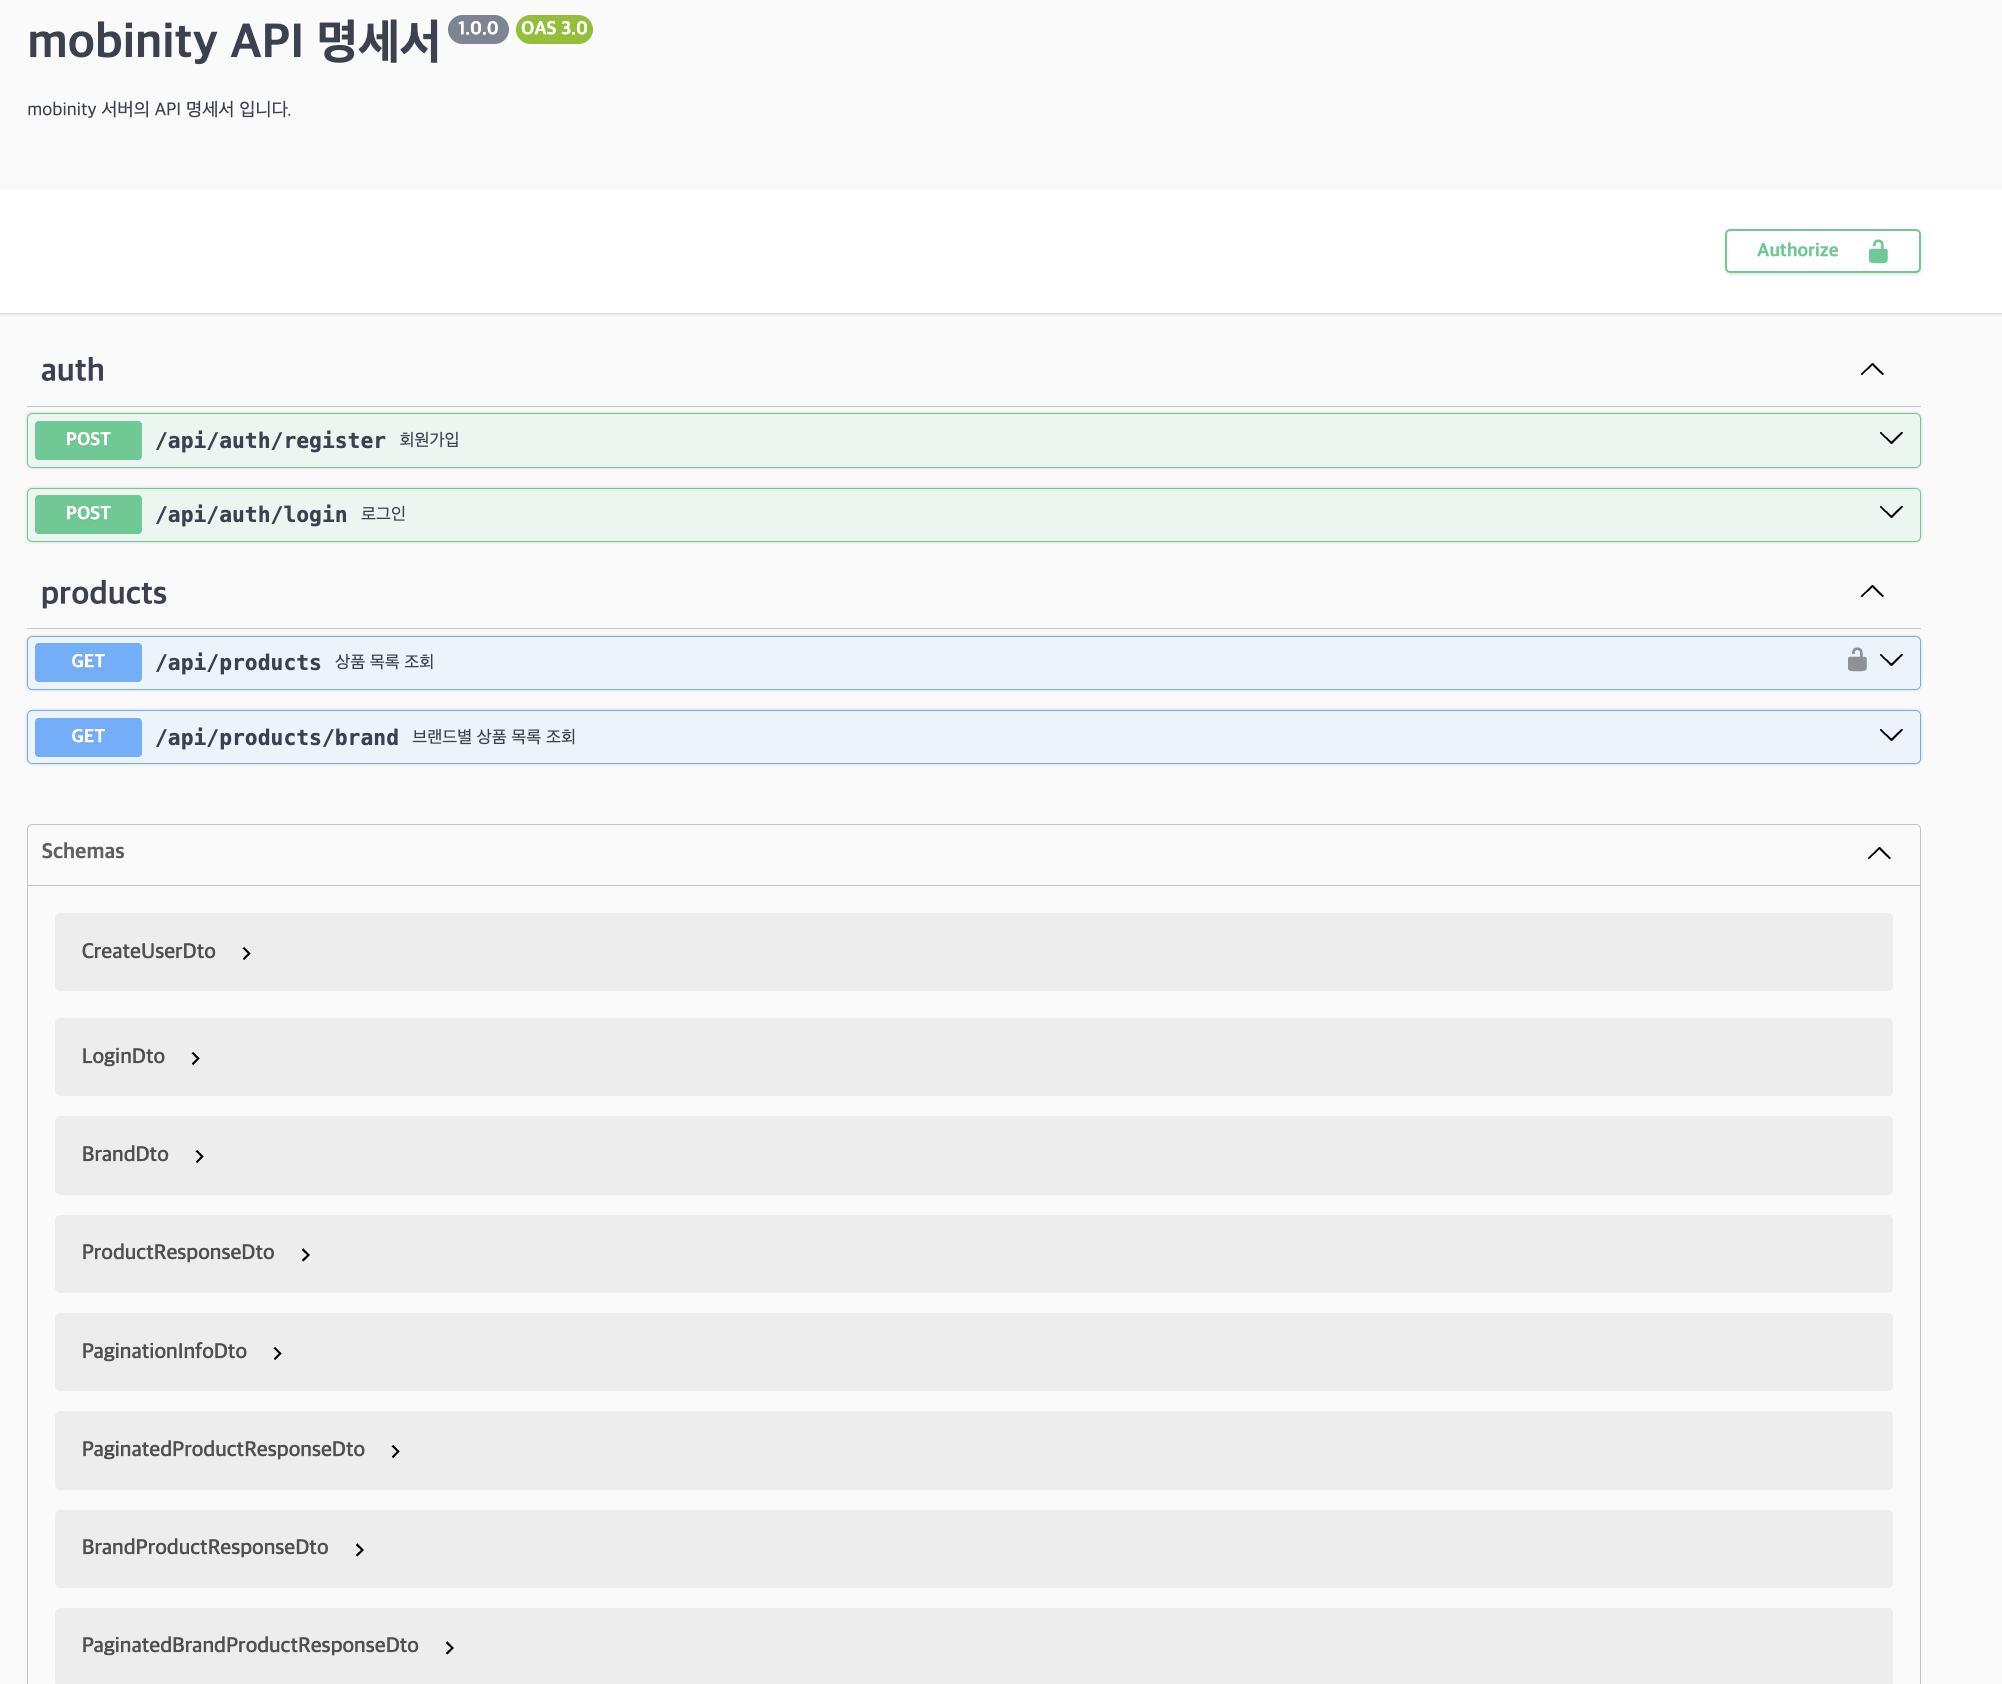 mobinity API 명세서 1.0.0 OAS 3.0
mobinity 서버의 API 명세서 입니다.
Authorize
auth
POST /api/auth/register 회원가입
POST /api/auth/login 로그인
products
GET /api/products 상품 목록 조회
GET /api/products/brand 브랜드별 상품 목록 조회
Schemas
CreateUserDto
LoginDto
BrandDto
ProductResponseDto
PaginationInfoDto
PaginatedProductResponseDto
BrandProductResponseDto
PaginatedBrandProductResponseDto